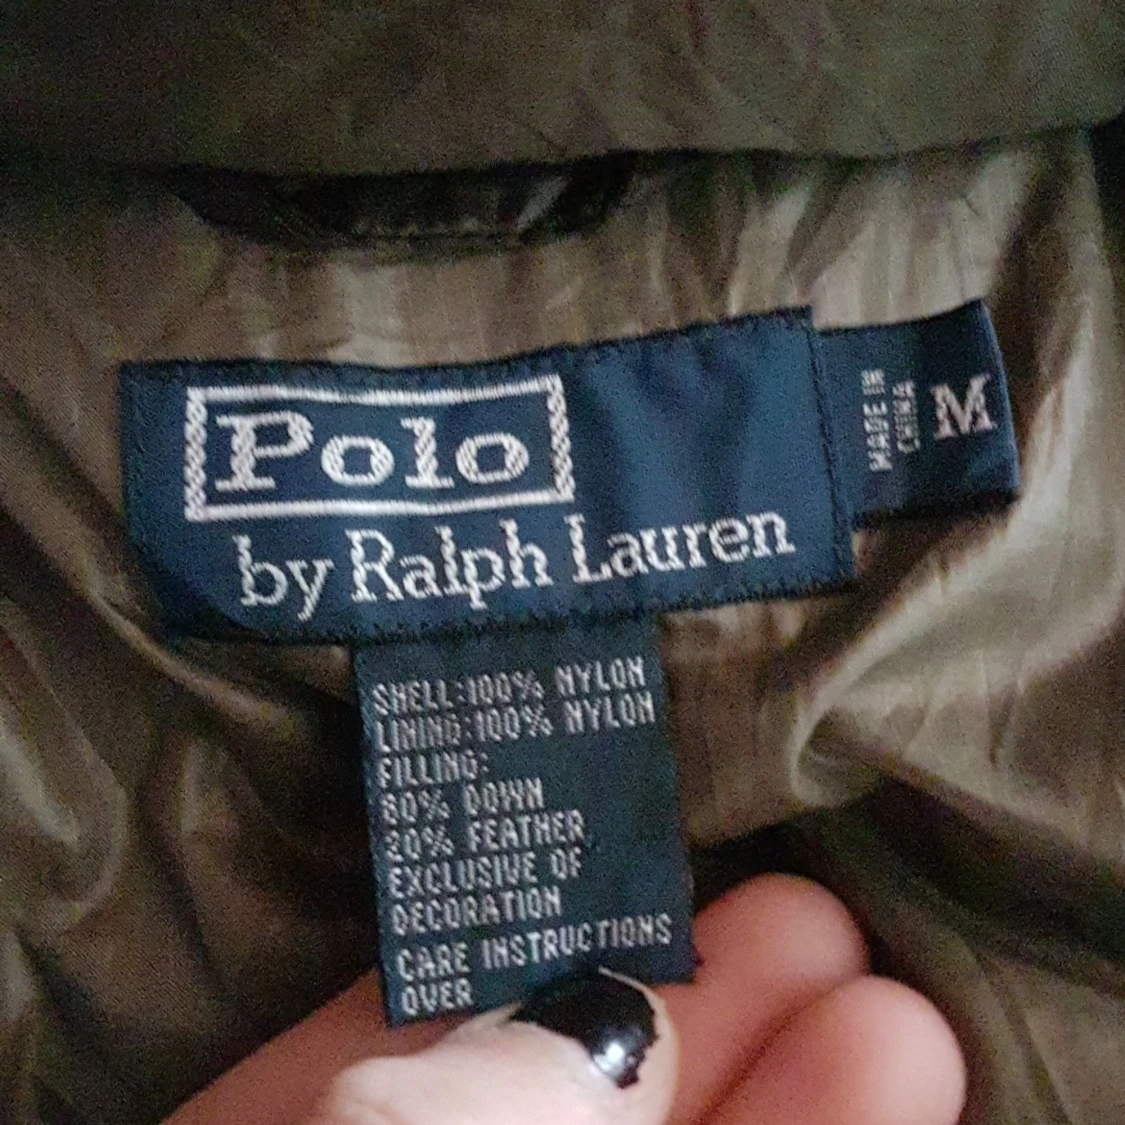 Polo
by Ralph Lauren
MADE IN
CHINA
M
SHELL:100% NYLON
LINING:100% NYLON
FILLING:
80% DOWN
20% FEATHER
EXCLUSIVE OF
DECORATION
CARE INSTRUCTIONS
OVER